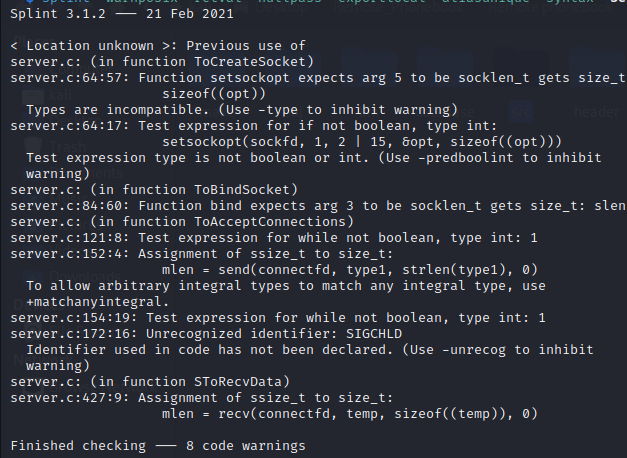 Splint 3.1.2 --- 21 Feb 2021
< Location unknown >: Previous use of
server.c: (in function ToCreateSocket)
server.c:64:57: Function setsockopt expects arg 5 to be socklen_t gets size_t
sizeof((opt))
Types are incompatible. (Use -type to inhibit warning)
server.c:64:17: Test expression for if not boolean, type int:
setsockopt(sockfd, 1, 2 | 15, &opt, sizeof((opt)))
Test expression type is not boolean or int. (Use -predboolint to inhibit
warning)
server.c: (in function ToBindSocket)
server.c:84:60: Function bind expects arg 3 to be socklen_t gets size_t: slen
server.c: (in function ToAcceptConnections)
server.c:121:8: Test expression for while not boolean, type int: 1
server.c:152:4: Assignment of ssize_t to size_t:
mlen = send(connectfd, type1, strlen(type1), 0)
To allow arbitrary integral types to match any integral type, use
+matchanyintegral.
server.c:154:19: Test expression for while not boolean, type int: 1
server.c:172:16: Unrecognized identifier: SIGCHLD
Identifier used in code has not been declared. (Use -unrecog to inhibit
warning)
server.c: (in function SToRecvData)
server.c:427:9: Assignment of ssize_t to size_t:
mlen = recv(connectfd, temp, sizeof((temp)), 0)
Finished checking --- 8 code warnings